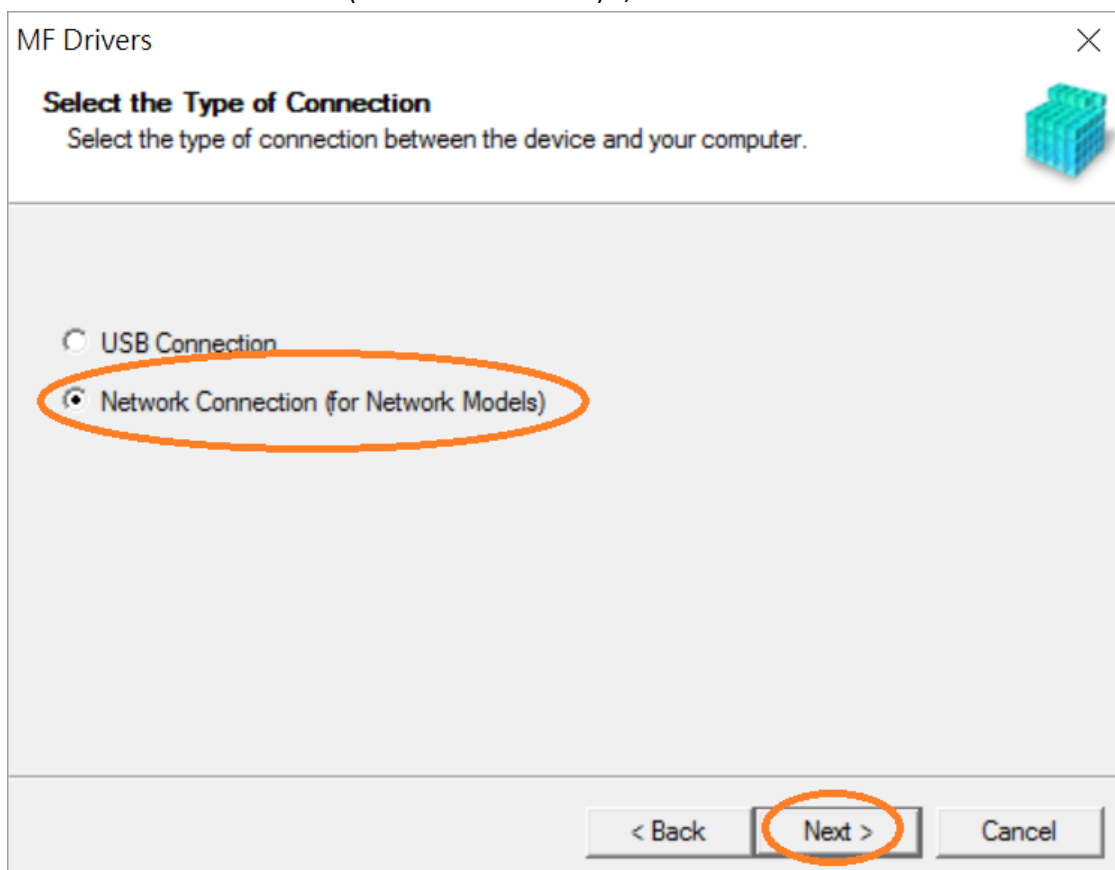 MF Drivers
Select the Type of Connection
Select the type of connection between the device and your computer.
USB Connection
Network Connection (for Network Models)
< Back
Next >
Cancel